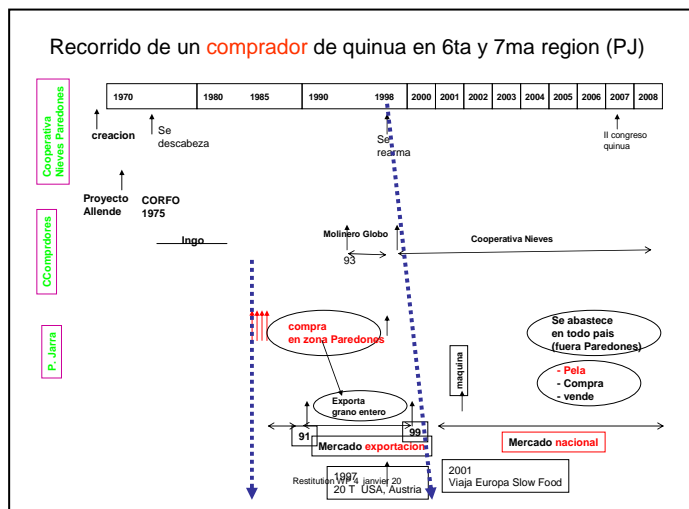 Recorrido de un comprador de quinua en 6ta y 7ma region (PJ)
Cooperativa
Nieves Paredones
1970 1980 1985 1990 1998 2000 2001 2002 2003 2004 2005 2006 2007 2008
creacion
Se
descabeza
Se
rearma
II congreso
quinua
Proyecto
Allende
CORFO
1975
CComprdores
Ingo
Molinero Globo
93
Cooperativa Nieves
P. Jarra
compra
en zona Paredones
Se abastece
en todo pais
(fuera Paredones)
maquina
- Pela
- Compra
- vende
Exporta
grano entero
91
99
Mercado exportacion
Mercado nacional
1997
20 T USA, Austria
Restitution WP 4 janvier 20
2001
Viaja Europa Slow Food